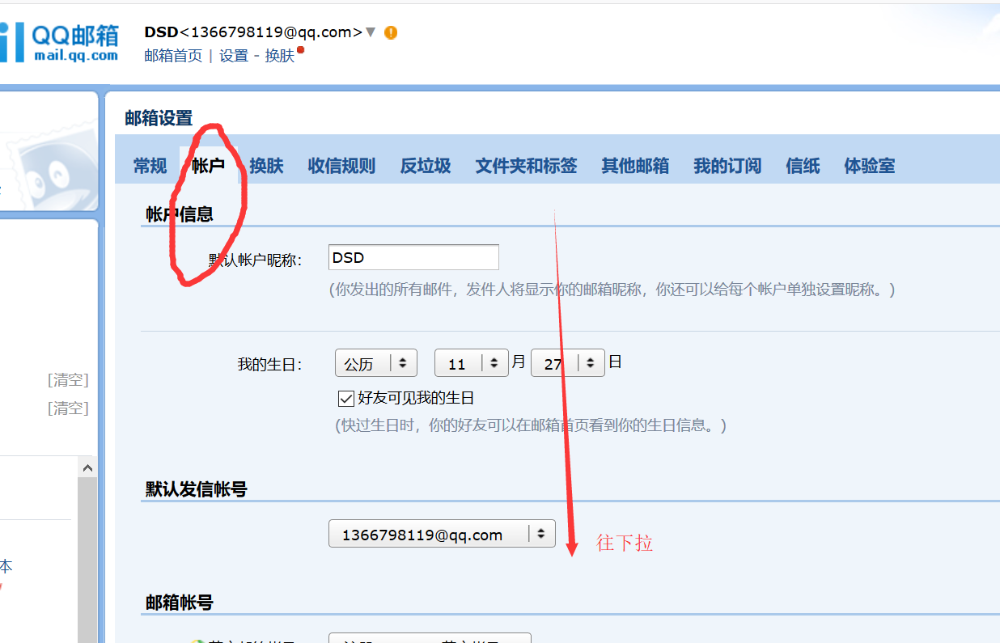 QQ邮箱
mail.qq.com
DSD<1366798119@qq.com>
邮箱首页 | 设置 - 换肤
邮箱设置
常规 帐户 换肤 收信规则 反垃圾 文件夹和标签 其他邮箱 我的订阅 信纸 体验室
帐户信息
默认帐户昵称： DSD
(你发出的所有邮件，发件人将显示你的邮箱昵称，你还可以给每个帐户单独设置昵称。)
我的生日： 公历 11 月 27 日
好友可见我的生日
(快过生日时，你的好友可以在邮箱首页看到你的生日信息。)
[清空]
[清空]
默认发信帐号
1366798119@qq.com
往下拉
本
邮箱帐号